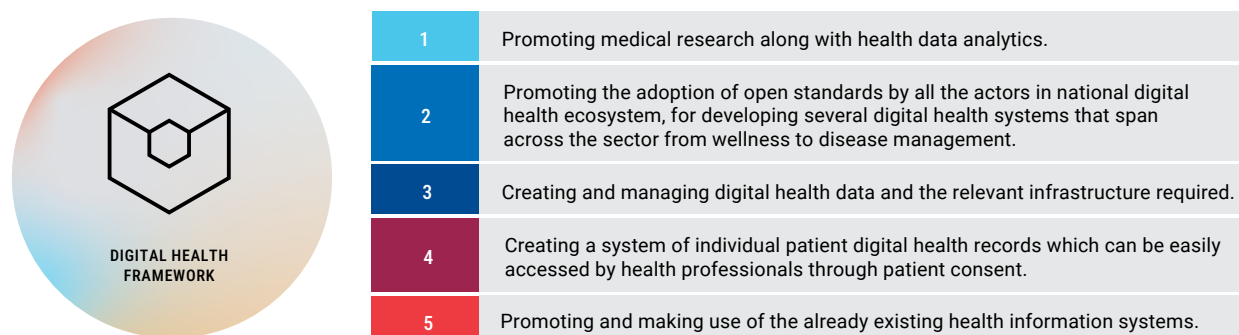 DIGITAL HEALTH
FRAMEWORK
1
Promoting medical research along with health data analytics.
2
Promoting the adoption of open standards by all the actors in national digital
health ecosystem, for developing several digital health systems that span
across the sector from wellness to disease management.
3
Creating and managing digital health data and the relevant infrastructure required.
4
Creating a system of individual patient digital health records which can be easily
accessed by health professionals through patient consent.
5
Promoting and making use of the already existing health information systems.